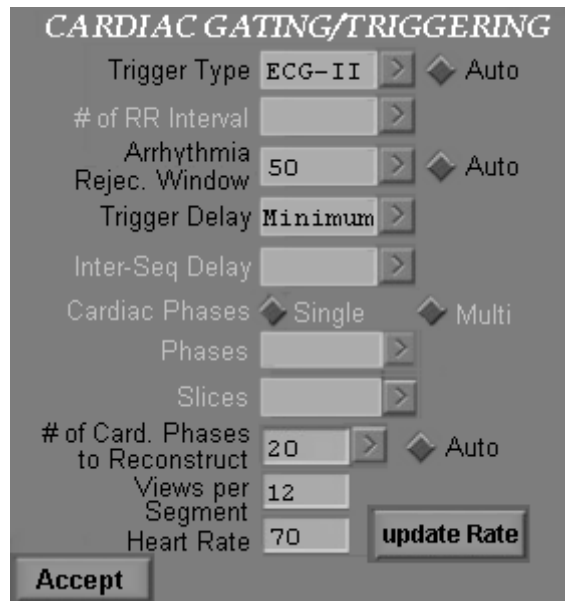 CARDIAC GATING/TRIGGERING
Trigger Type ECG-II > Auto
# of RR Interval >
Arrhythmia
Rejec. Window 50 > Auto
Trigger Delay Minimum >
Inter-Seq Delay >
Cardiac Phases Single Multi
Phases >
Slices >
# of Card. Phases
to Reconstruct 20 > Auto
Views per
Segment 12
Heart Rate 70 update Rate
Accept